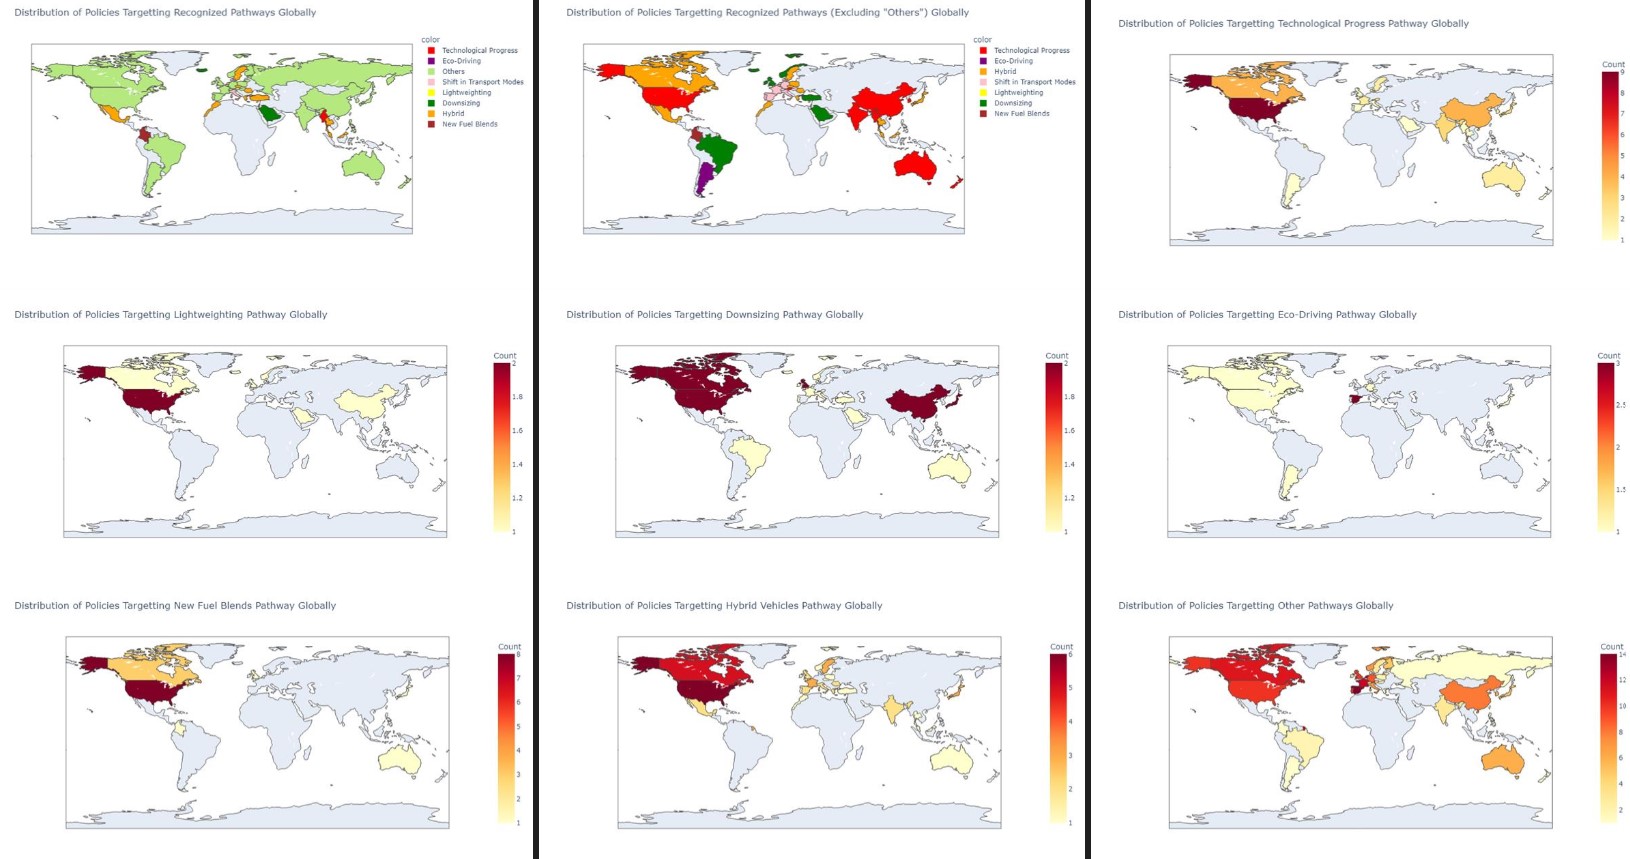 Distribution of Policies Targetting Recognized Pathways Globally
color
Technological Progress
Eco-Driving
Others
Shift in Transport Modes
Lightweighting
Downsizing
Hybrid
New Fuel Blends
Distribution of Policies Targetting Recognized Pathways (Excluding "Others") Globally
color
Technological Progress
Eco-Driving
Hybrid
Shift in Transport Modes
Lightweighting
Downsizing
New Fuel Blends
Distribution of Policies Targetting Technological Progress Pathway Globally
Count
9
8
7
6
5
4
3
2
1
Distribution of Policies Targetting Lightweighting Pathway Globally
Count
2
1.8
1.6
1.4
1.2
1
Distribution of Policies Targetting Downsizing Pathway Globally
Count
2
1.8
1.6
1.4
1.2
1
Distribution of Policies Targetting Eco-Driving Pathway Globally
Count
3
2.5
2
1.5
1
Distribution of Policies Targetting New Fuel Blends Pathway Globally
Count
8
7
6
5
4
3
2
1
Distribution of Policies Targetting Hybrid Vehicles Pathway Globally
Count
6
5
4
3
2
1
Distribution of Policies Targetting Other Pathways Globally
Count
14
12
10
8
6
4
2